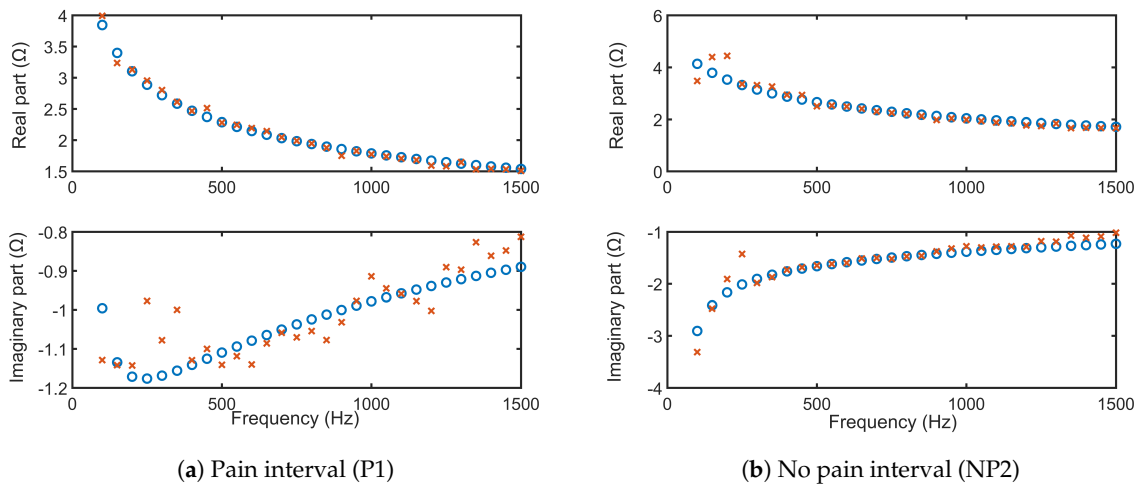 Real part (Ω)
4
3.5
3
2.5
2
1.5
0 500 1000 1500
Imaginary part (Ω)
-0.8
-0.9
-1
-1.1
-1.2
0 500 1000 1500
Frequency (Hz)
(a) Pain interval (P1)
Real part (Ω)
6
4
2
0
0 500 1000 1500
Imaginary part (Ω)
-1
-2
-3
-4
0 500 1000 1500
Frequency (Hz)
(b) No pain interval (NP2)